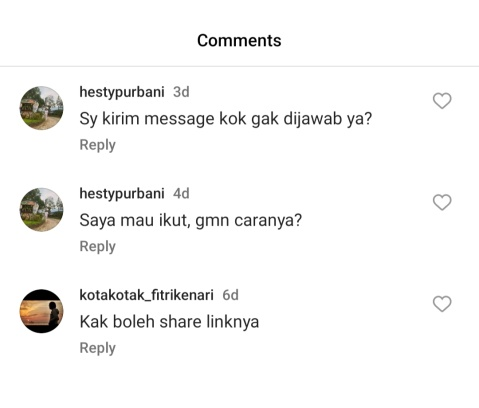 Comments
hestypurbani 3d
Sy kirim message kok gak dijawab ya?
Reply
hestypurbani 4d
Saya mau ikut, gmn caranya?
Reply
kotakotak_fitrikenari 6d
Kak boleh share linknya
Reply